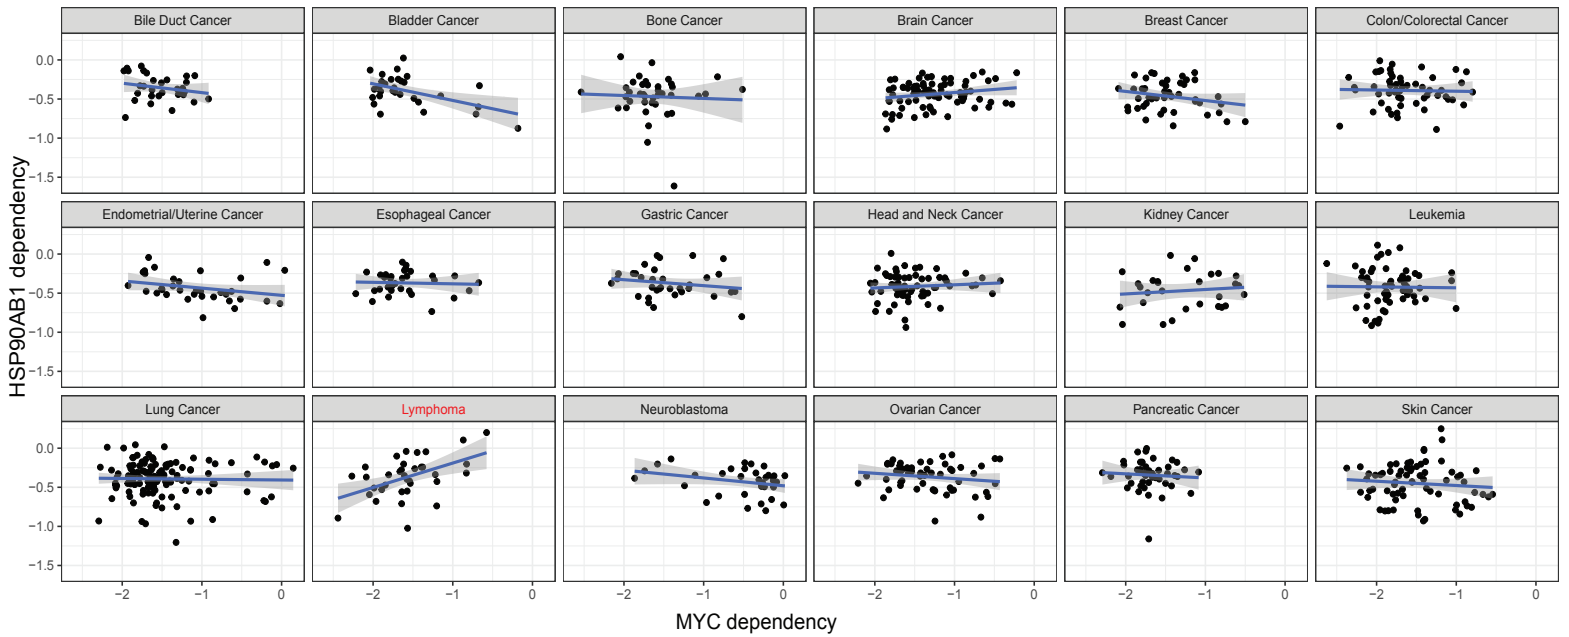 Bile Duct Cancer
Bladder Cancer
Bone Cancer
Brain Cancer
Breast Cancer
Colon/Colorectal Cancer
0.0
−0.5
−1.0
−1.5
Endometrial/Uterine Cancer
Esophageal Cancer
Gastric Cancer
Head and Neck Cancer
Kidney Cancer
Leukemia
0.0
−0.5
−1.0
−1.5
HSP90AB1 dependency
Lung Cancer
Lymphoma
Neuroblastoma
Ovarian Cancer
Pancreatic Cancer
Skin Cancer
0.0
−0.5
−1.0
−1.5
−2 −1 0 −2 −1 0 −2 −1 0 −2 −1 0 −2 −1 0 −2 −1 0
MYC dependency